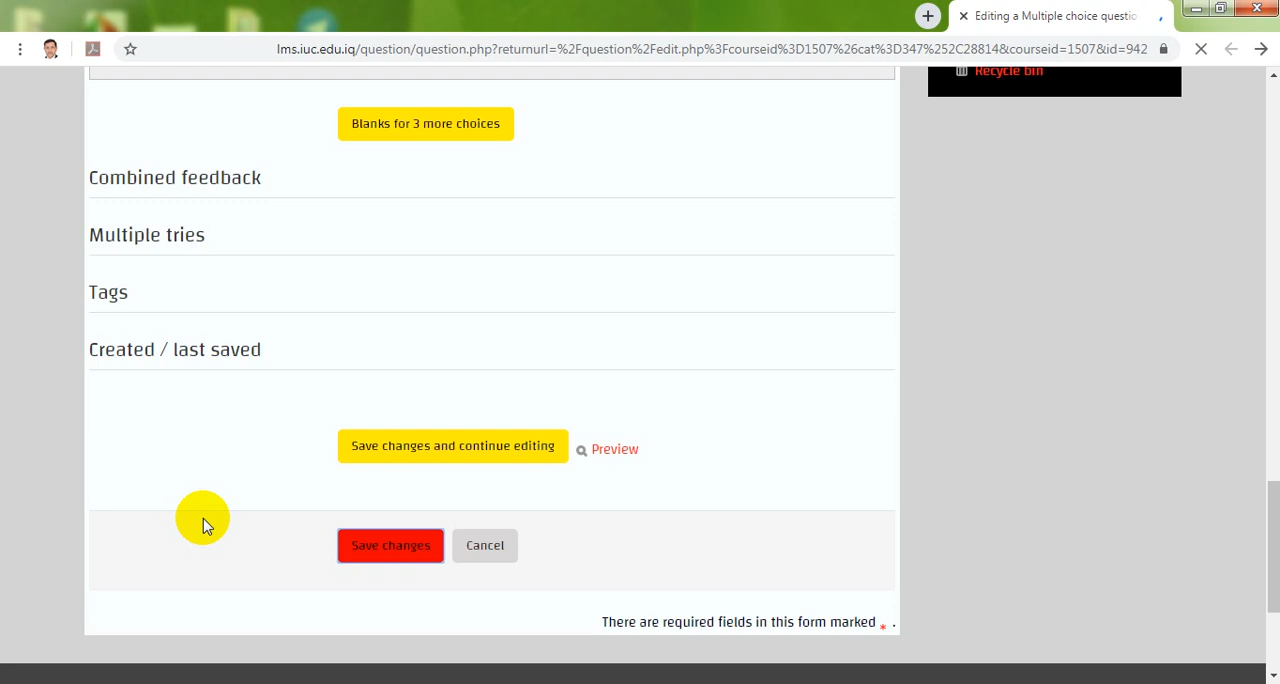 Editing a Multiple choice questio
lms.iuc.edu.iq/question/question.php?returnurl=%2Fquestion%2Fedit.php%3Fcourseid%3D1507%26cat%3D347%252C28814&courseid=1507&id=942
Recycle bin
Blanks for 3 more choices
Combined feedback
Multiple tries
Tags
Created / last saved
Save changes and continue editing
Preview
Save changes
Cancel
There are required fields in this form marked * .